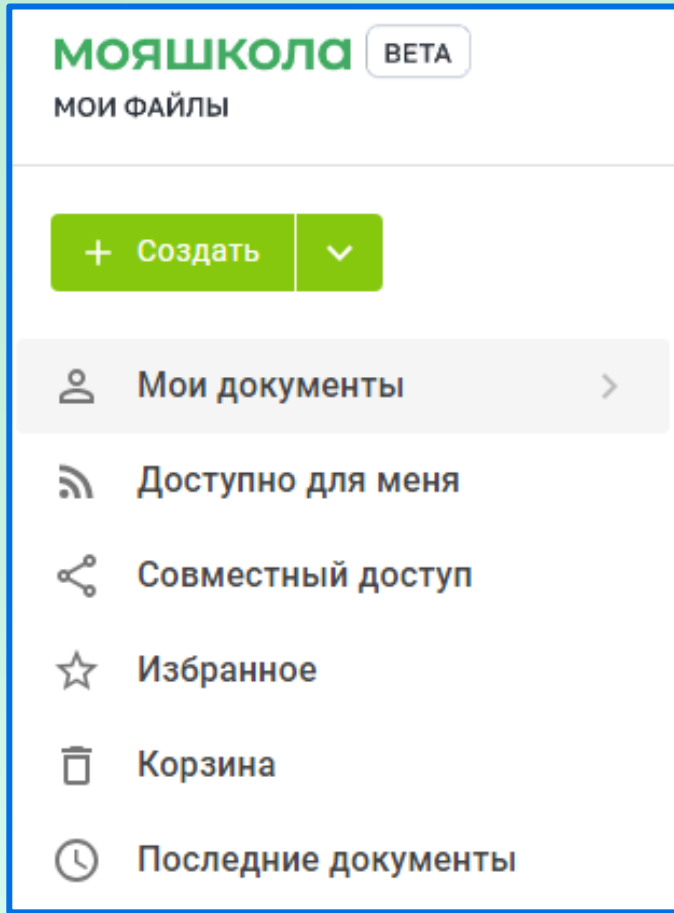 мояшкола BETA
МОИ ФАЙЛЫ
+ Создать
Мои документы
Доступно для меня
Совместный доступ
Избранное
Корзина
Последние документы